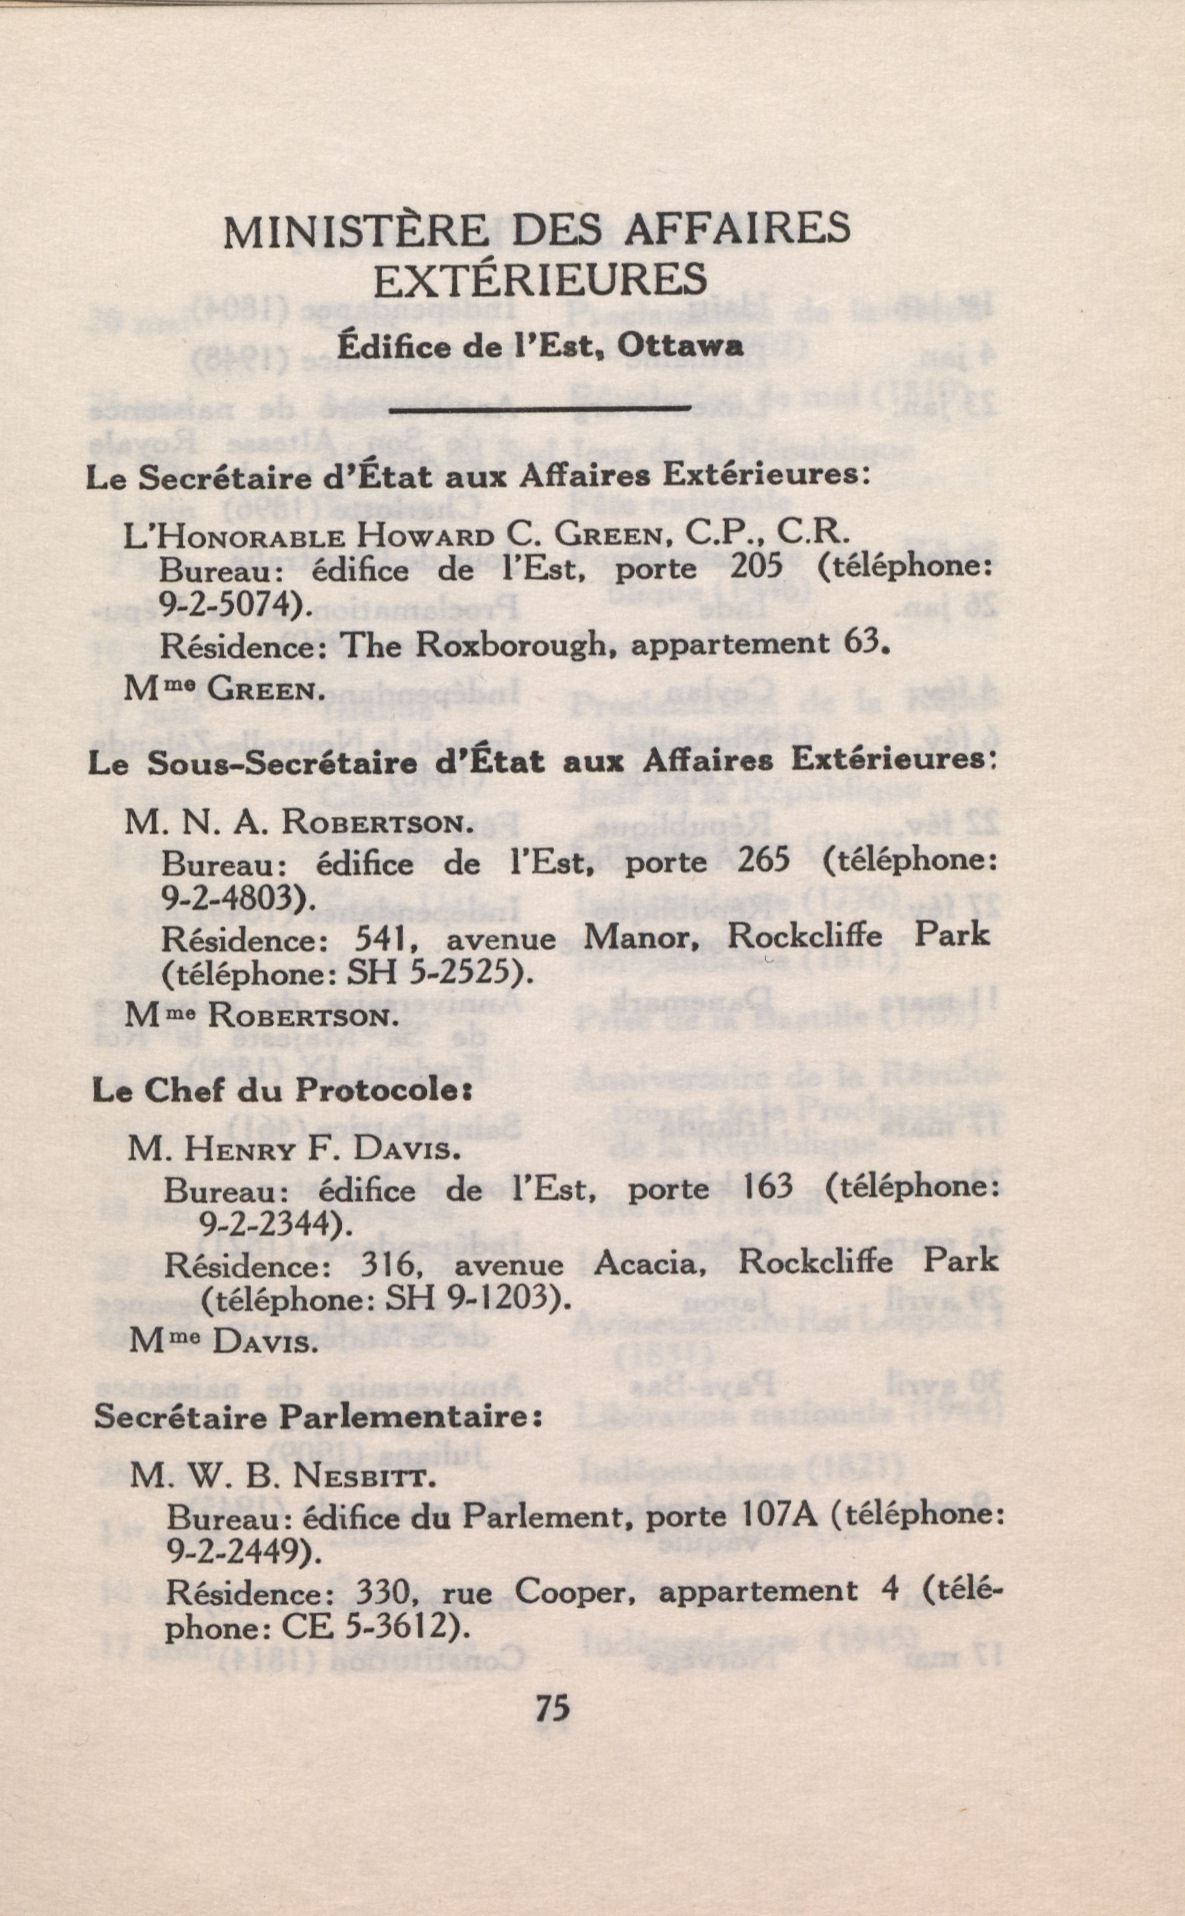 MINISTÈRE DES AFFAIRES
EXTÉRIEURES
Édifice de l'Est, Ottawa
Le Secrétaire d'État aux Affaires Extérieures:
L'Honorable Howard C. Green, C.P., C.R.
Bureau: édifice de l'Est, porte 205 (téléphone:
9-2-5074).
Résidence: The Roxborough, appartement 63.
Mme Green.
Le Sous-Secrétaire d'État aux Affaires Extérieures:
M. N. A. Robertson.
Bureau: édifice de l'Est, porte 265 (téléphone:
9-2-4803).
Résidence: 541, avenue Manor, Rockcliffe Park
(téléphone: SH 5-2525).
Mme Robertson.
Le Chef du Protocole:
M. Henry F. Davis.
Bureau: édifice de l'Est, porte 163 (téléphone:
9-2-2344).
Résidence: 316, avenue Acacia, Rockcliffe Park
(téléphone: SH 9-1203).
Mme Davis.
Secrétaire Parlementaire:
M. W. B. Nesbitt.
Bureau: édifice du Parlement, porte 107A (téléphone:
9-2-2449).
Résidence: 330, rue Cooper, appartement 4 (télé-
phone: CE 5-3612).
75